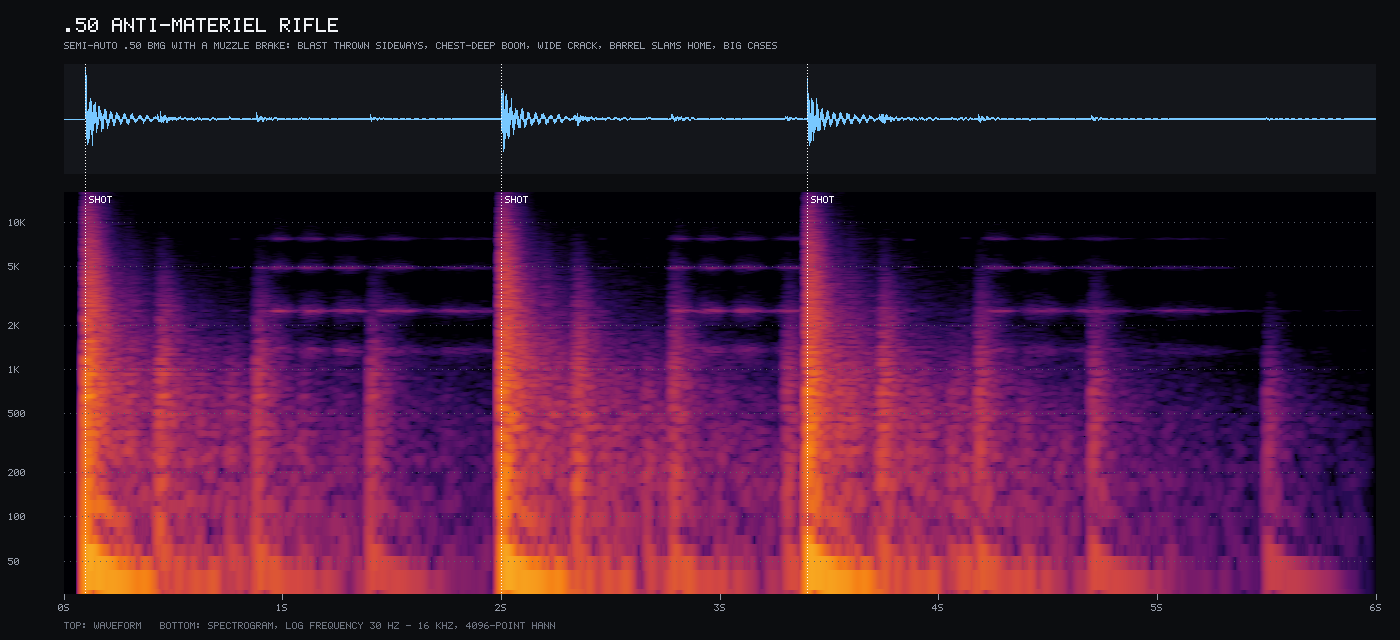 .50 ANTI-MATERIEL RIFLE
SEMI-AUTO .50 BMG WITH A MUZZLE BRAKE: BLAST THROWN SIDEWAYS, CHEST-DEEP BOOM, WIDE CRACK, BARREL SLAMS HOME, BIG CASES
SHOT SHOT SHOT
10K
5K
2K
1K
500
200
100
50
0S 1S 2S 3S 4S 5S 6S
TOP: WAVEFORM BOTTOM: SPECTROGRAM, LOG FREQUENCY 30 HZ - 16 KHZ, 4096-POINT HANN